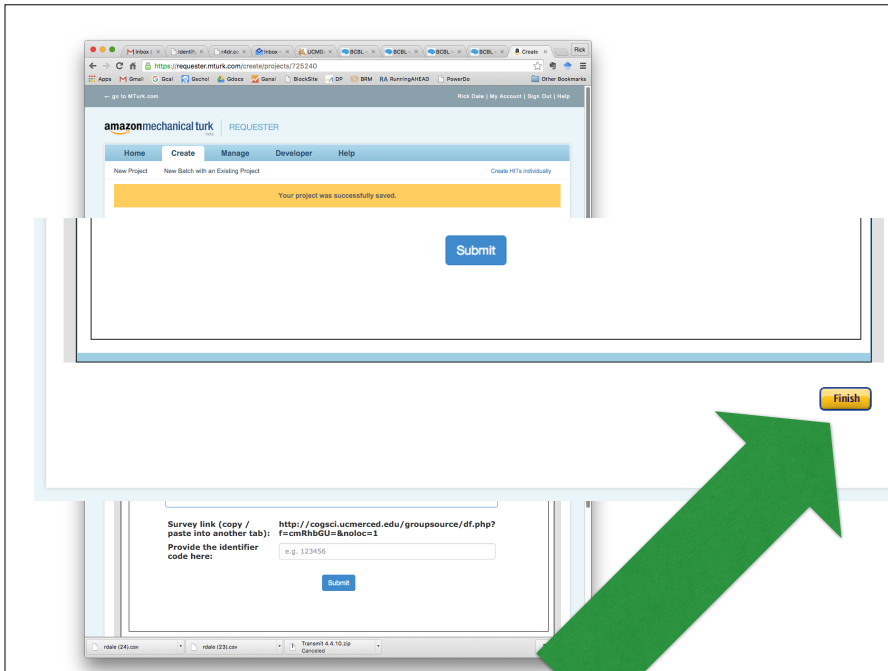 Inbox ( Identify r4dr.cc Inbox – UCMG: BCBL – BCBL – BCBL – BCBL – Create Rick
https://requester.mturk.com/create/projects/725240
Apps Gmail Gcal Gschol Gdocs Ganal BlockSite DP BRM RA RunningAHEAD PowerDo Other Bookmarks
← go to MTurk.com Rick Dale | My Account | Sign Out | Help
amazonmechanical turk REQUESTER
beta
Home Create Manage Developer Help
New Project New Batch with an Existing Project Create HITs individually
Your project was successfully saved.
Submit
Finish
Survey link (copy / http://cogsci.ucmerced.edu/groupsource/df.php?
paste into another tab): f=cmRhbGU=&noloc=1
Provide the identifier
code here: e.g. 123456
Submit
rdale (24).csv rdale (23).csv Transmit 4.4.10.zip
Canceled